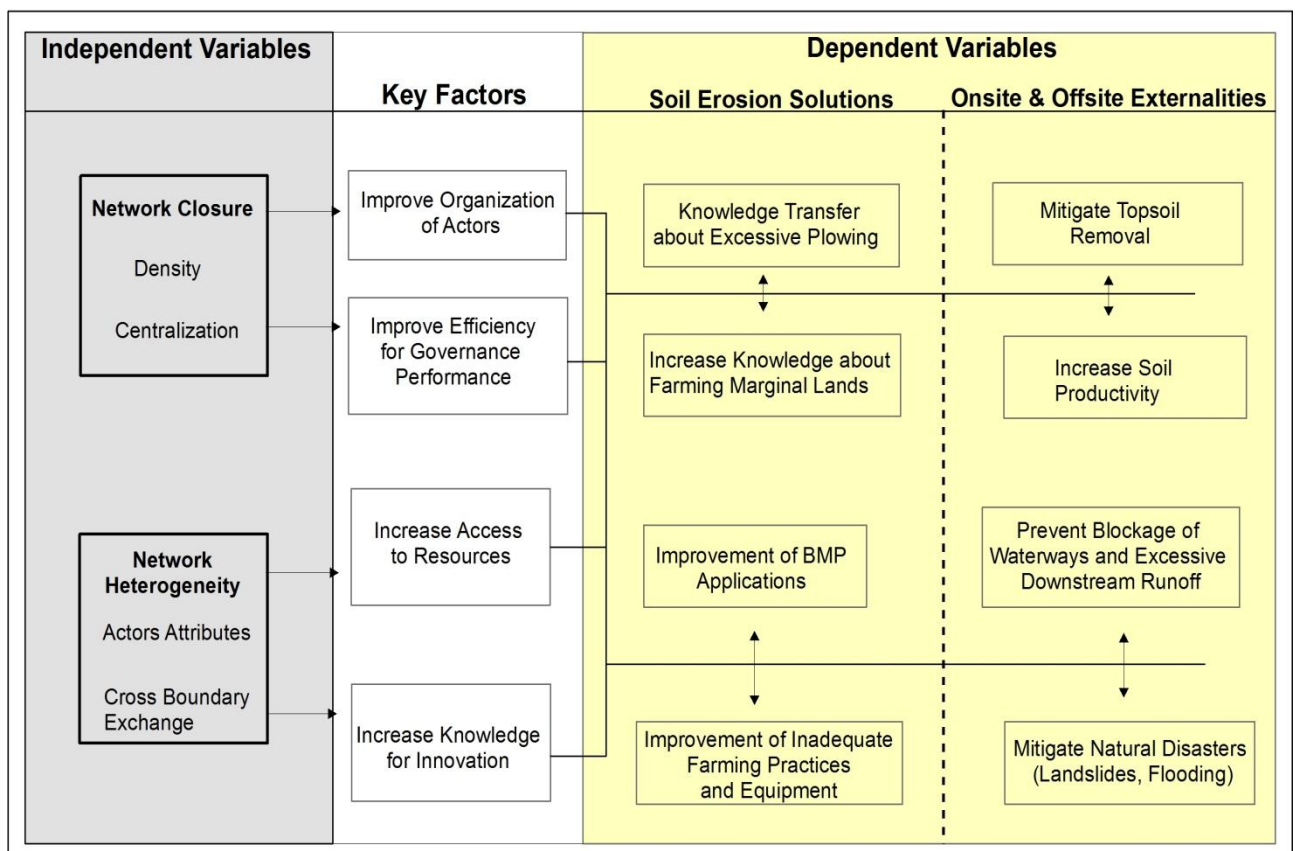 Independent Variables
Key Factors
Dependent Variables
Soil Erosion Solutions
Onsite & Offsite Externalities
Network Closure
Density
Centralization
Network
Heterogeneity
Actors Attributes
Cross Boundary
Exchange
Improve Organization
of Actors
Improve Efficiency
for Governance
Performance
Increase Access
to Resources
Increase Knowledge
for Innovation
Knowledge Transfer
about Excessive Plowing
Increase Knowledge about
Farming Marginal Lands
Improvement of BMP
Applications
Improvement of Inadequate
Farming Practices
and Equipment
Mitigate Topsoil
Removal
Increase Soil
Productivity
Prevent Blockage of
Waterways and Excessive
Downstream Runoff
Mitigate Natural Disasters
(Landslides, Flooding)